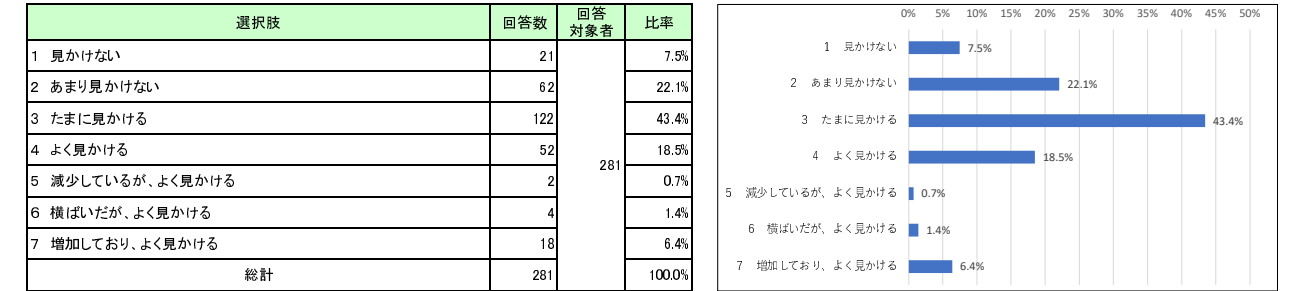 選択肢 回答数 回答対象者 比率
1 見かけない 21 7.5%
2 あまり見かけない 62 22.1%
3 たまに見かける 122 43.4%
4 よく見かける 52 281 18.5%
5 減少しているが、よく見かける 2 0.7%
6 横ばいだが、よく見かける 4 1.4%
7 増加しており、よく見かける 18 6.4%
総計 281 100.0%
0% 5% 10% 15% 20% 25% 30% 35% 40% 45% 50%
1 見かけない 7.5%
2 あまり見かけない 22.1%
3 たまに見かける 43.4%
4 よく見かける 18.5%
5 減少しているが、よく見かける 0.7%
6 横ばいだが、よく見かける 1.4%
7 増加しており、よく見かける 6.4%